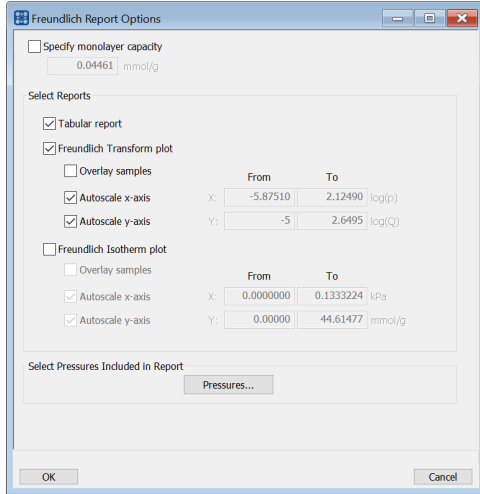 Freundlich Report Options
Specify monolayer capacity
0.04461 mmol/g
Select Reports
Tabular report
Freundlich Transform plot
Overlay samples
From To
Autoscale x-axis X: -5.87510 2.12490 log(p)
Autoscale y-axis Y: -5 2.6495 log(Q)
Freundlich Isotherm plot
Overlay samples
From To
Autoscale x-axis X: 0.0000000 0.1333224 kPa
Autoscale y-axis Y: 0.00000 44.61477 mmol/g
Select Pressures Included in Report
Pressures...
OK Cancel